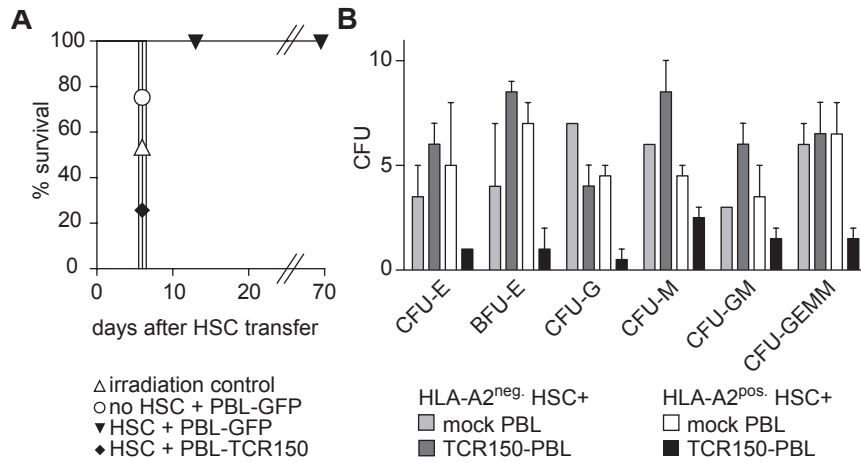 A
100
80
60
40
20
0
% survival
0 10 20 70
days after HSC transfer
△ irradiation control
○ no HSC + PBL-GFP
▼ HSC + PBL-GFP
◆ HSC + PBL-TCR150
B
10
5
0
CFU
CFU-E BFU-E CFU-G CFU-M CFU-GM CFU-GEMM
HLA-A2neg. HSC+
mock PBL
TCR150-PBL
HLA-A2pos. HSC+
mock PBL
TCR150-PBL